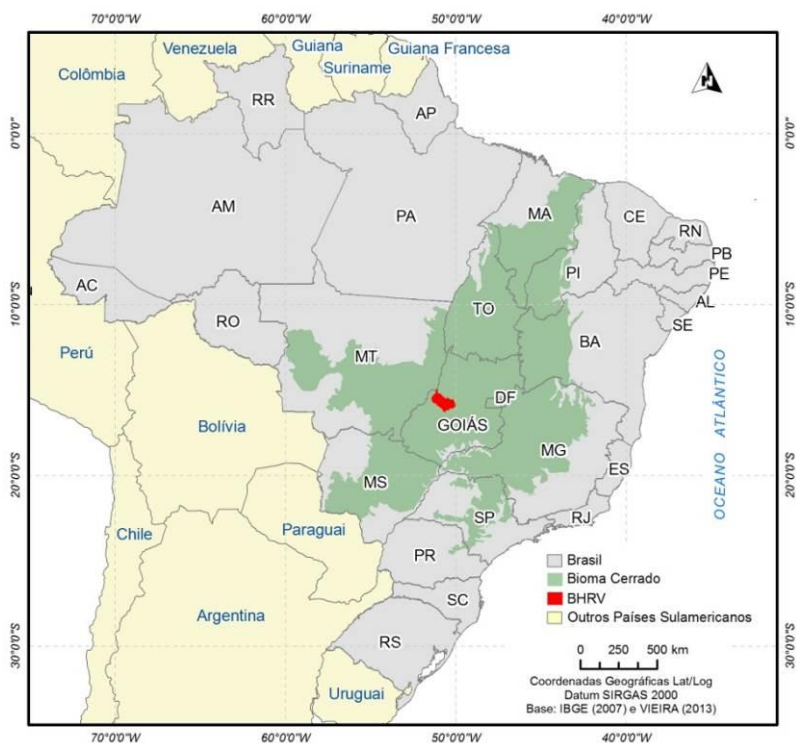 70°0'0"W 60°0'0"W 50°0'0"W 40°0'0"W
Venezuela
Guiana
Guiana Francesa
Suriname
Colômbia
RR
AP
0°0'0"
0°0'0"
AM
PA
MA
CE
RN
PB
PE
PI
AC
AL
SE
TO
RO
10°0'0"S
10°0'0"S
BA
MT
Perú
DF
GOIÁS
Bolívia
MG
ES
OCEANO ATLÂNTICO
20°0'0"S
20°0'0"S
MS
SP
RJ
Paraguai
Chile
PR
SC
Argentina
RS
Uruguai
30°0'0"S
30°0'0"S
Brasil
Bioma Cerrado
BHRV
Outros Países Sulamericanos
0 250 500 km
Coordenadas Geográficas Lat/Log
Datum SIRGAS 2000
Base: IBGE (2007) e VIEIRA (2013)
70°0'0"W 60°0'0"W 50°0'0"W 40°0'0"W